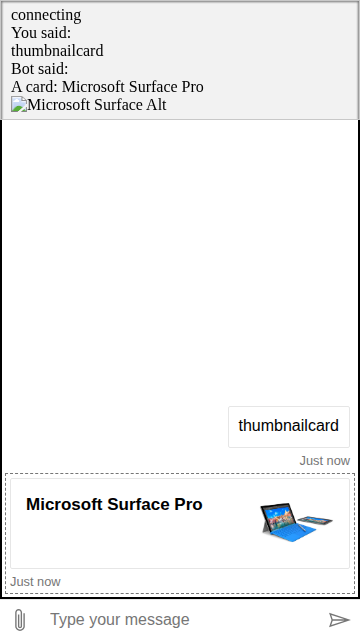 connecting
You said:
thumbnailcard
Bot said:
A card: Microsoft Surface Pro
Microsoft Surface Alt
thumbnailcard
Just now
Microsoft Surface Pro
Just now
Type your message